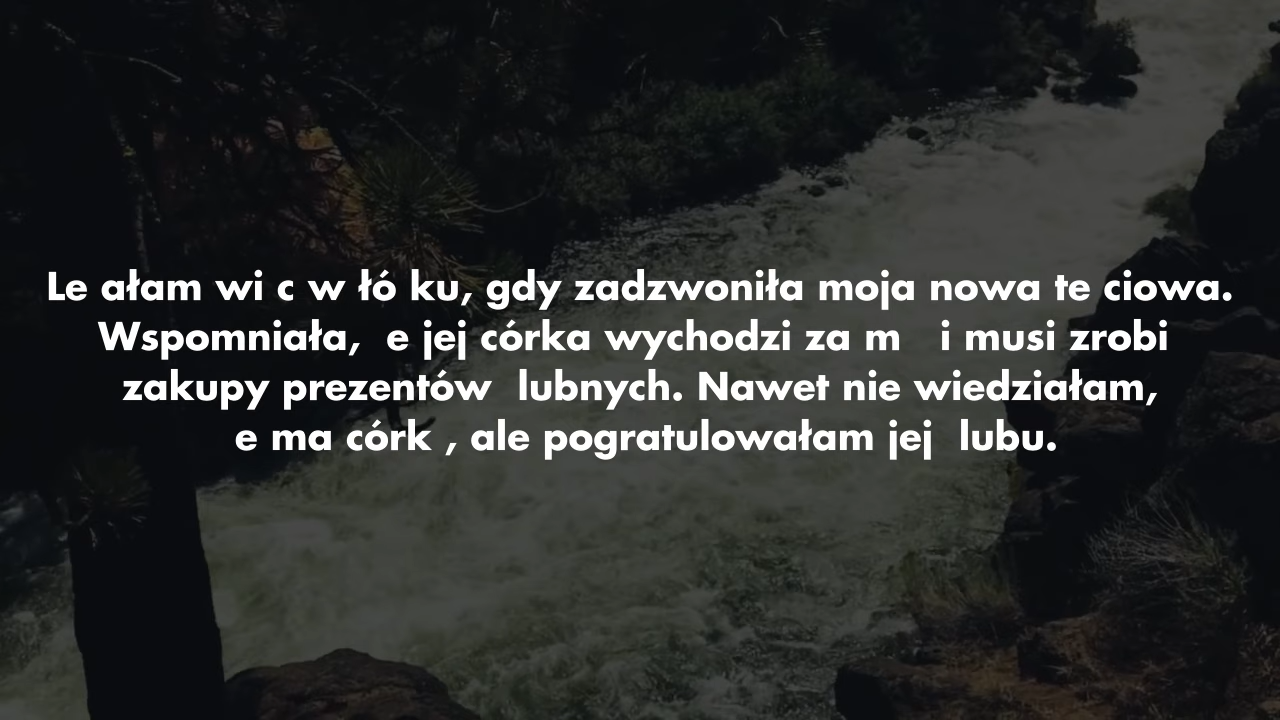 Le ałam wi c w łó ku, gdy zadzwoniła moja nowa te ciowa.
Wspomniała,  e jej córka wychodzi za m   i musi zrobi
zakupy prezentów  lubnych. Nawet nie wiedziałam,
e ma córk , ale pogratulowałam jej  lubu.